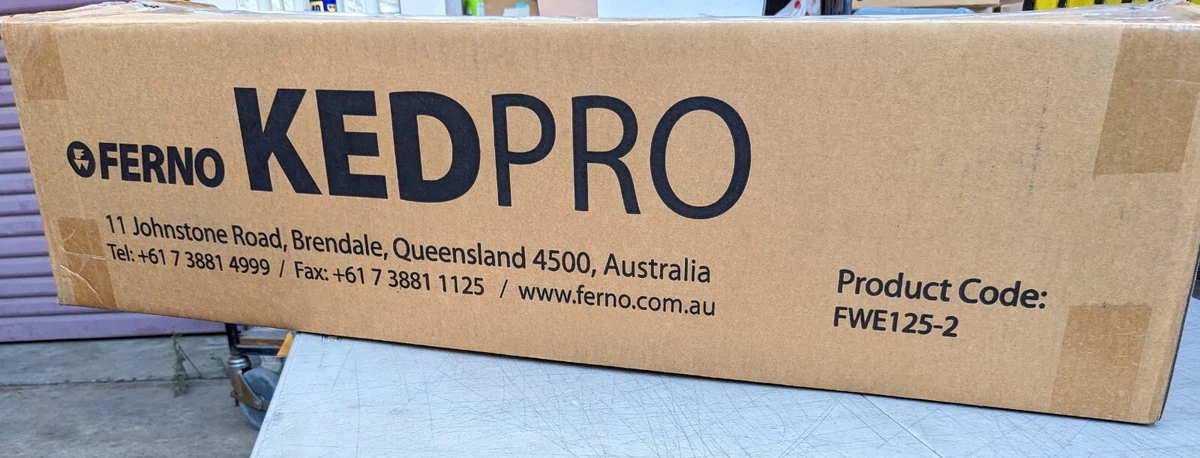 FERNO KEDPRO
11 Johnstone Road, Brendale, Queensland 4500, Australia
Tel: +61 7 3881 4999 / Fax: +61 7 3881 1125 / www.ferno.com.au
Product Code:
FWE125-2